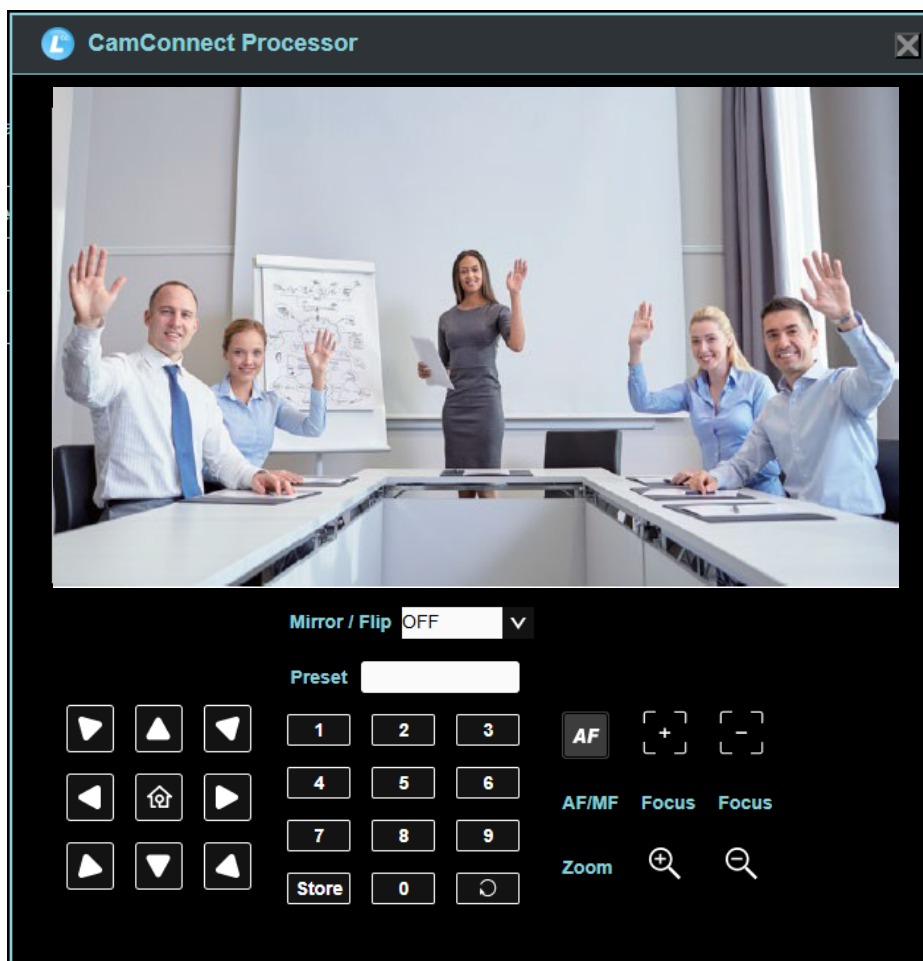 CamConnect Processor
Mirror / Flip OFF
Preset
1 2 3
4 5 6
7 8 9
Store 0
AF
AF/MF Focus Focus
Zoom